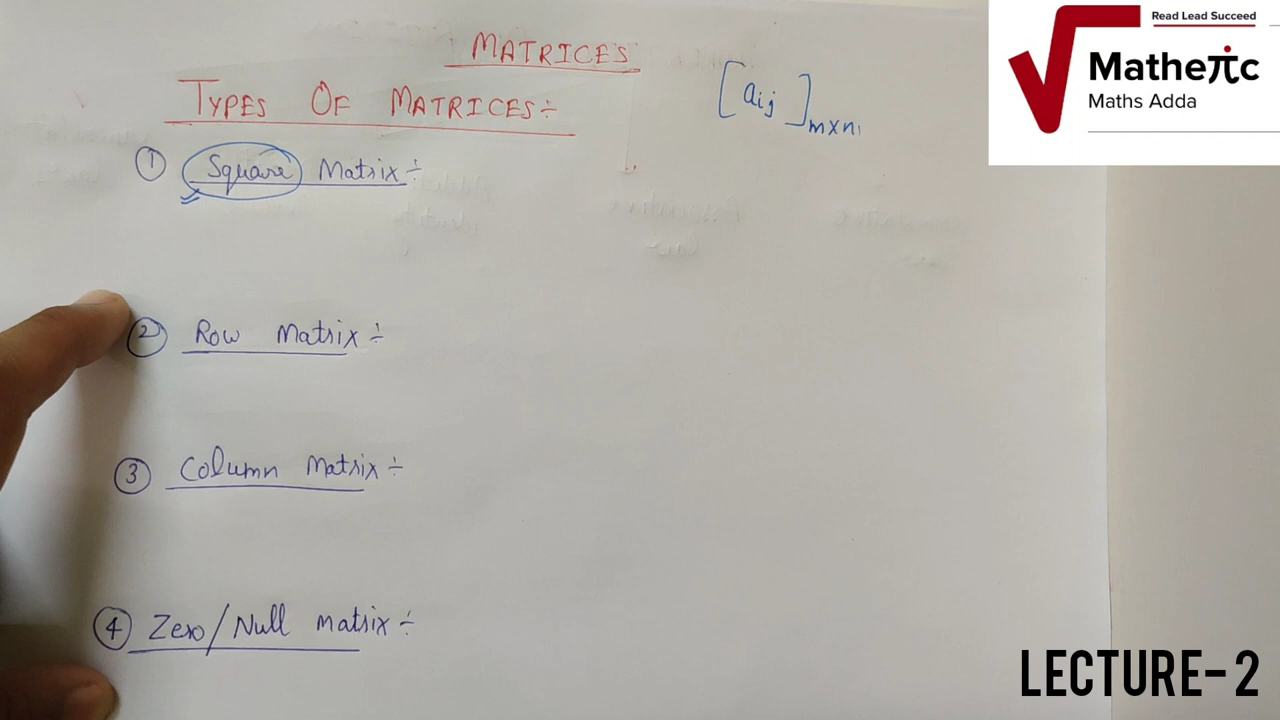 MATRICES
Read Lead Succeed
Matheπc
Maths Adda
TYPES OF MATRICES÷
[aij]m×n
① Square Matrix÷
② Row Matrix÷
③ Column Matrix÷
④ Zero/Null matrix÷
LECTURE-2